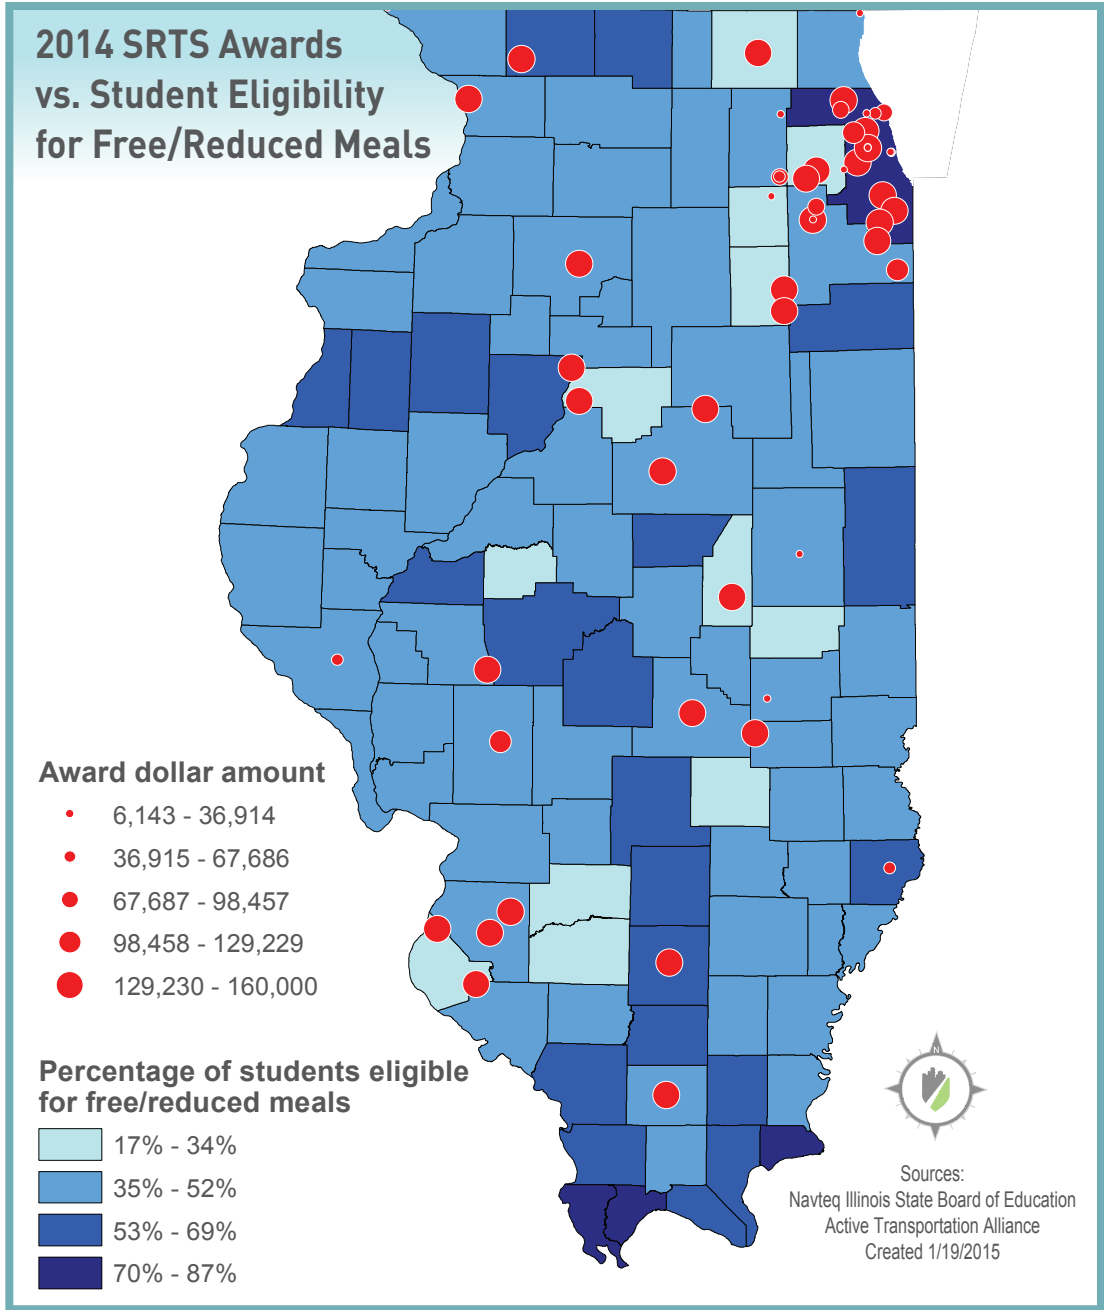 2014 SRTS Awards
vs. Student Eligibility
for Free/Reduced Meals
Award dollar amount
6,143 - 36,914
36,915 - 67,686
67,687 - 98,457
98,458 - 129,229
129,230 - 160,000
Percentage of students eligible
for free/reduced meals
17% - 34%
35% - 52%
53% - 69%
70% - 87%
N
Sources:
Navteq Illinois State Board of Education
Active Transportation Alliance
Created 1/19/2015